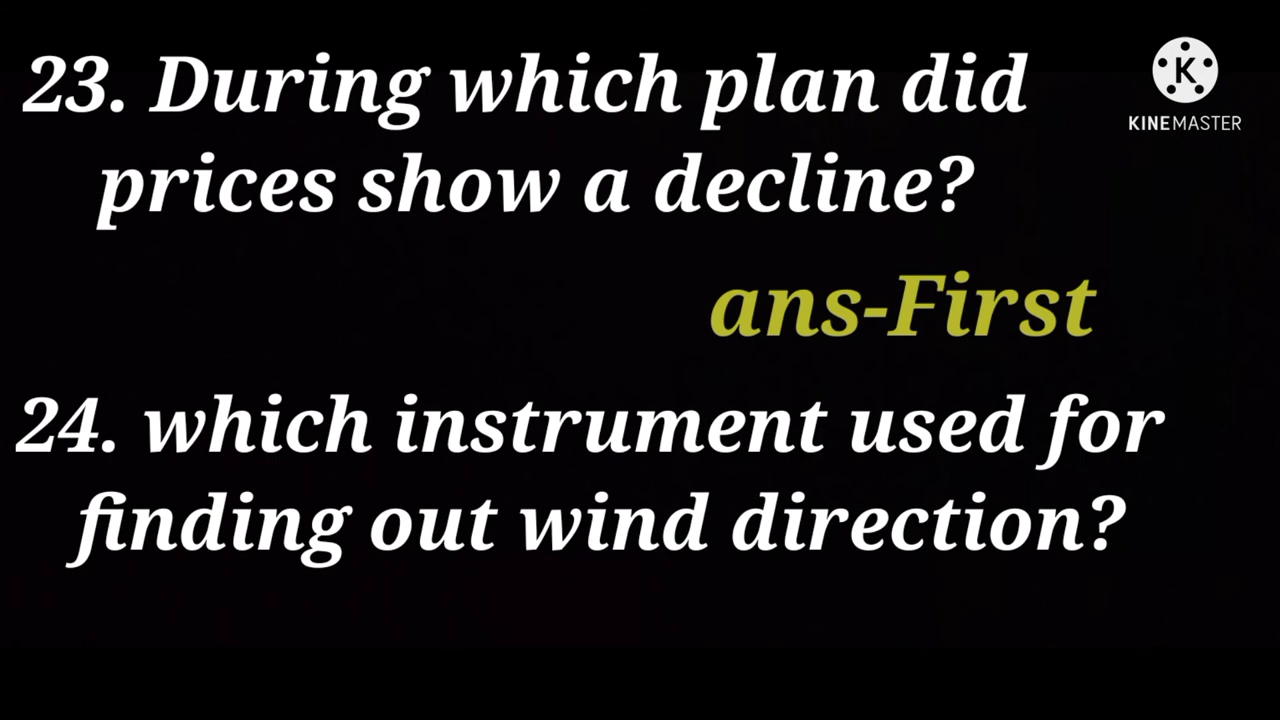 23. During which plan did
prices show a decline?
ans-First
24. which instrument used for
finding out wind direction?
K
KINEMASTER